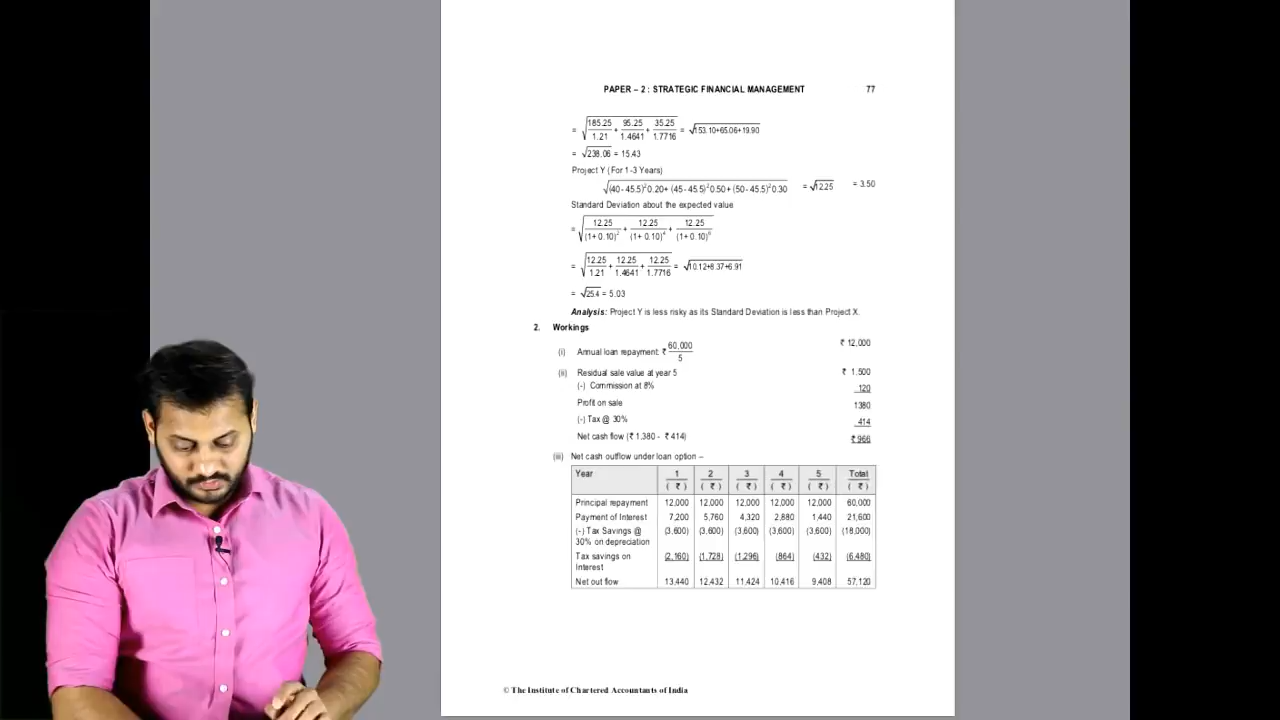 PAPER – 2 : STRATEGIC FINANCIAL MANAGEMENT 77
= √(185.25/1.21 + 95.25/1.4641 + 35.25/1.7716) = √153.10+65.06+19.90
= √238.06 = 15.43
Project Y (For 1-3 Years)
√(40 - 45.5)² 0.20+ (45 - 45.5)² 0.50 + (50 - 45.5)² 0.30 = √12.25 = 3.50
Standard Deviation about the expected value
= √(12.25/(1+ 0.10)² + 12.25/(1+ 0.10)⁴ + 12.25/(1+ 0.10)⁶)
= √(12.25/1.21 + 12.25/1.4641 + 12.25/1.7716) = √10.12+8.37+6.91
= √25.4 = 5.03
Analysis: Project Y is less risky as its Standard Deviation is less than Project X.
2. Workings
(i) Annual loan repayment: ₹ 60,000/5 ₹ 12,000
(ii) Residual sale value at year 5 ₹ 1,500
(-) Commission at 8% 120
Profit on sale 1380
(-) Tax @ 30% 414
Net cash flow (₹ 1,380 - ₹ 414) ₹ 966
(iii) Net cash outflow under loan option –
Year 1 2 3 4 5 Total
( ₹ ) ( ₹ ) ( ₹ ) ( ₹ ) ( ₹ ) ( ₹ )
Principal repayment 12,000 12,000 12,000 12,000 12,000 60,000
Payment of Interest 7,200 5,760 4,320 2,880 1,440 21,600
(-) Tax Savings @ (3,600) (3,600) (3,600) (3,600) (3,600) (18,000)
30% on depreciation
Tax savings on (2,160) (1,728) (1,296) (864) (432) (6,480)
Interest
Net out flow 13,440 12,432 11,424 10,416 9,408 57,120
© The Institute of Chartered Accountants of India